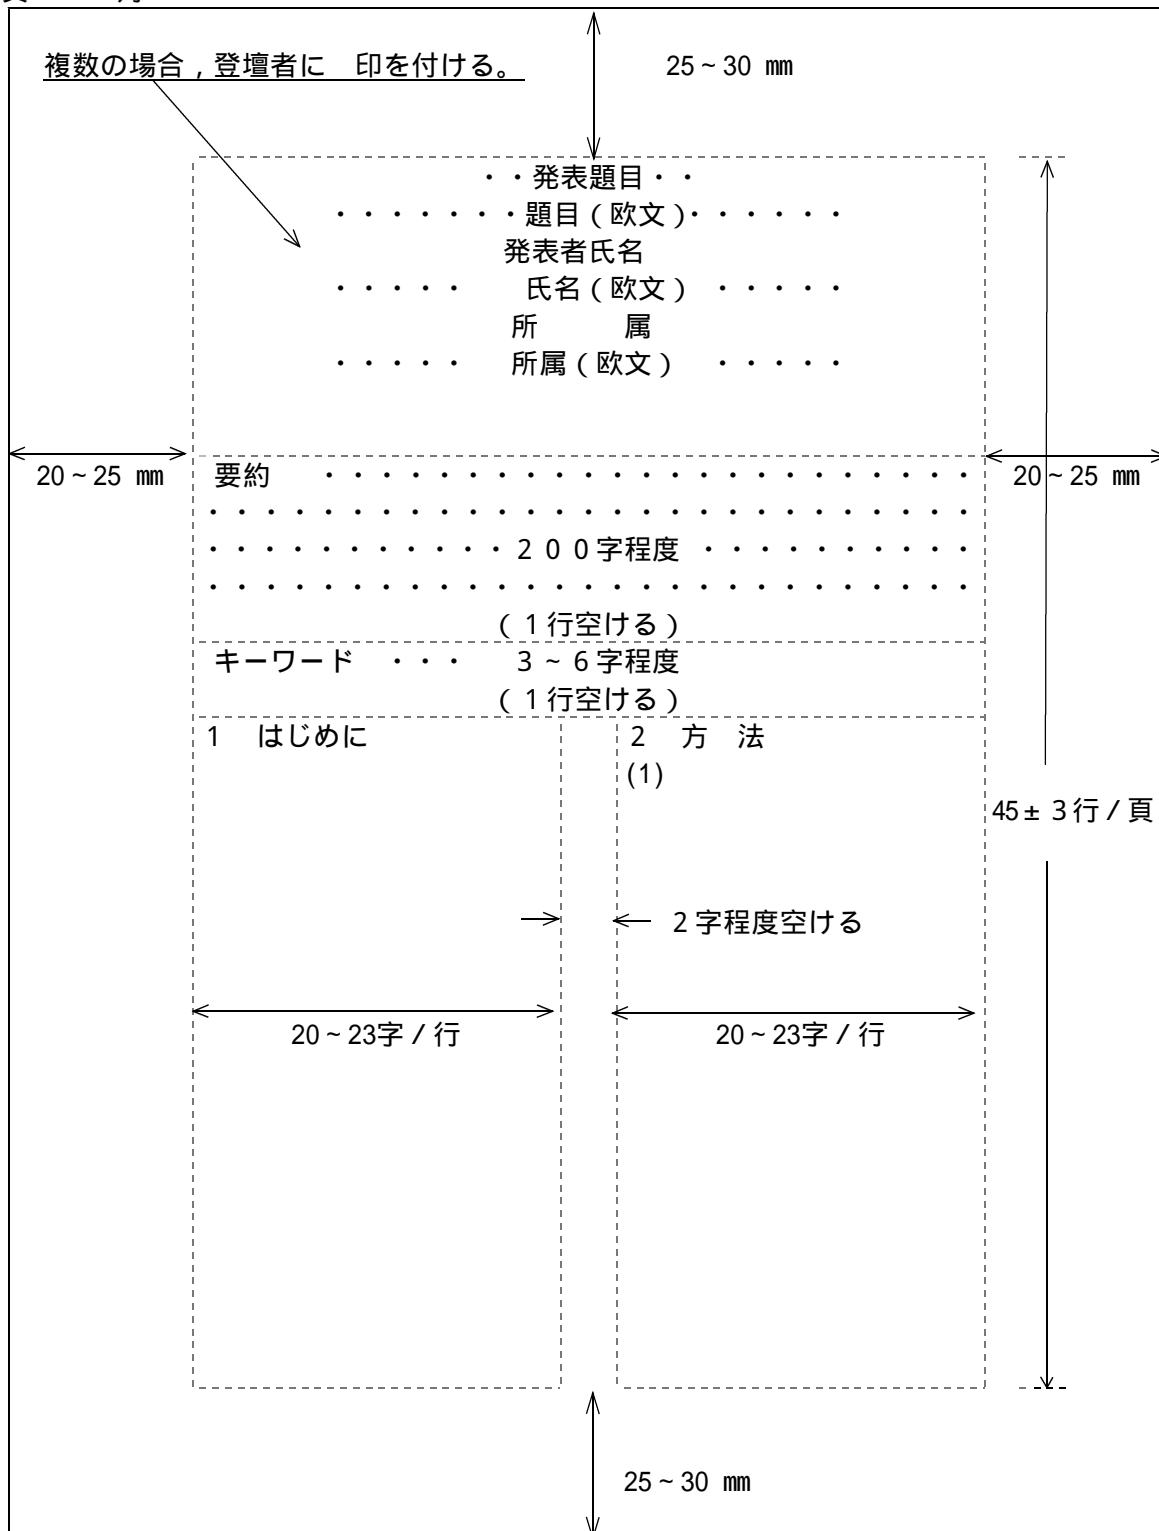 複数の場合,登壇者に　印を付ける。
25~30 mm
・・発表題目・・
・・・・・・・題目(欧文)・・・・・・
発表者氏名
・・・・・　氏名(欧文)　・・・・・
所　　　属
・・・・・　所属(欧文)　・・・・・
20~25 mm
20~25 mm
要約　・・・・・・・・・・・・・・・・・・・・・・・
・・・・・・・・・・・・・・・・・・・・・・・・・・・
・・・・・・・・・・・200字程度・・・・・・・・・・
・・・・・・・・・・・・・・・・・・・・・・・・・・・
(1行空ける)
キーワード　・・・　3~6字程度
(1行空ける)
1　はじめに
2　方　法
(1)
45±3行/頁
2字程度空ける
20~23字/行
20~23字/行
25~30 mm